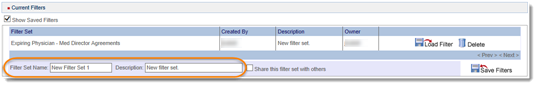 Current Filters
Show Saved Filters
Filter Set Created By Description Owner
Expiring Physician - Med Director Agreements New filter set. Load Filter Delete
< Prev > < Next >
Filter Set Name: New Filter Set 1 Description: New filter set. Share this filter set with others Save Filters